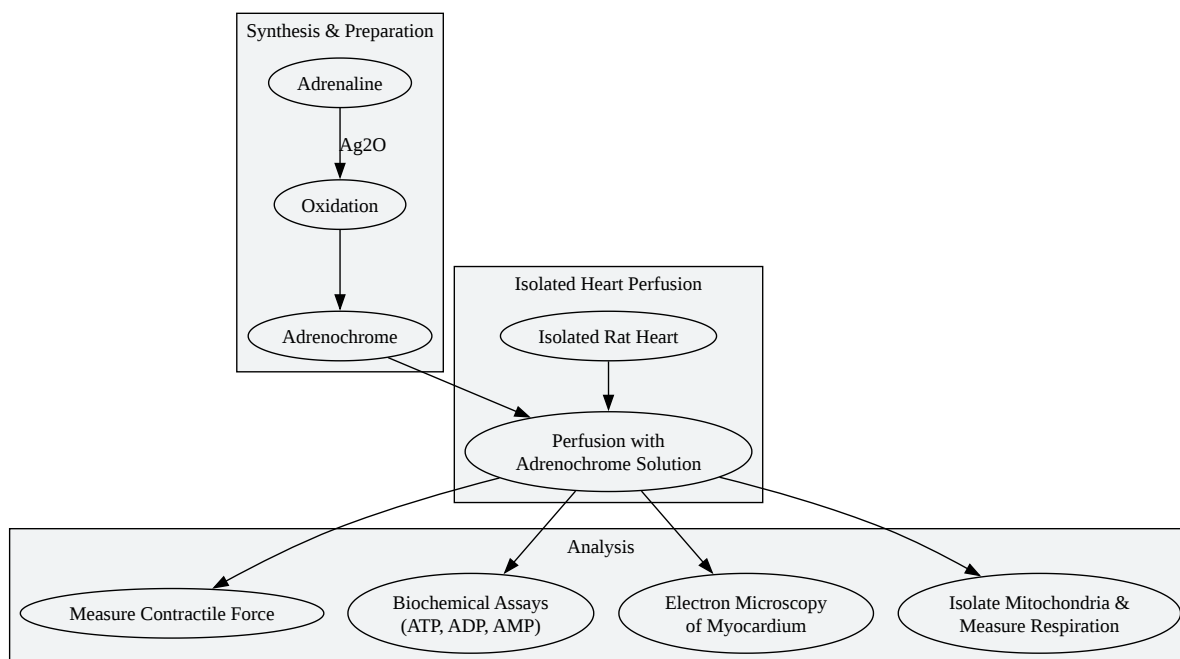 Synthesis & Preparation
Adrenaline
Ag2O
Oxidation
Adrenochrome
Isolated Heart Perfusion
Isolated Rat Heart
Perfusion with
Adrenochrome Solution
Analysis
Measure Contractile Force
Biochemical Assays
(ATP, ADP, AMP)
Electron Microscopy
of Myocardium
Isolate Mitochondria &
Measure Respiration